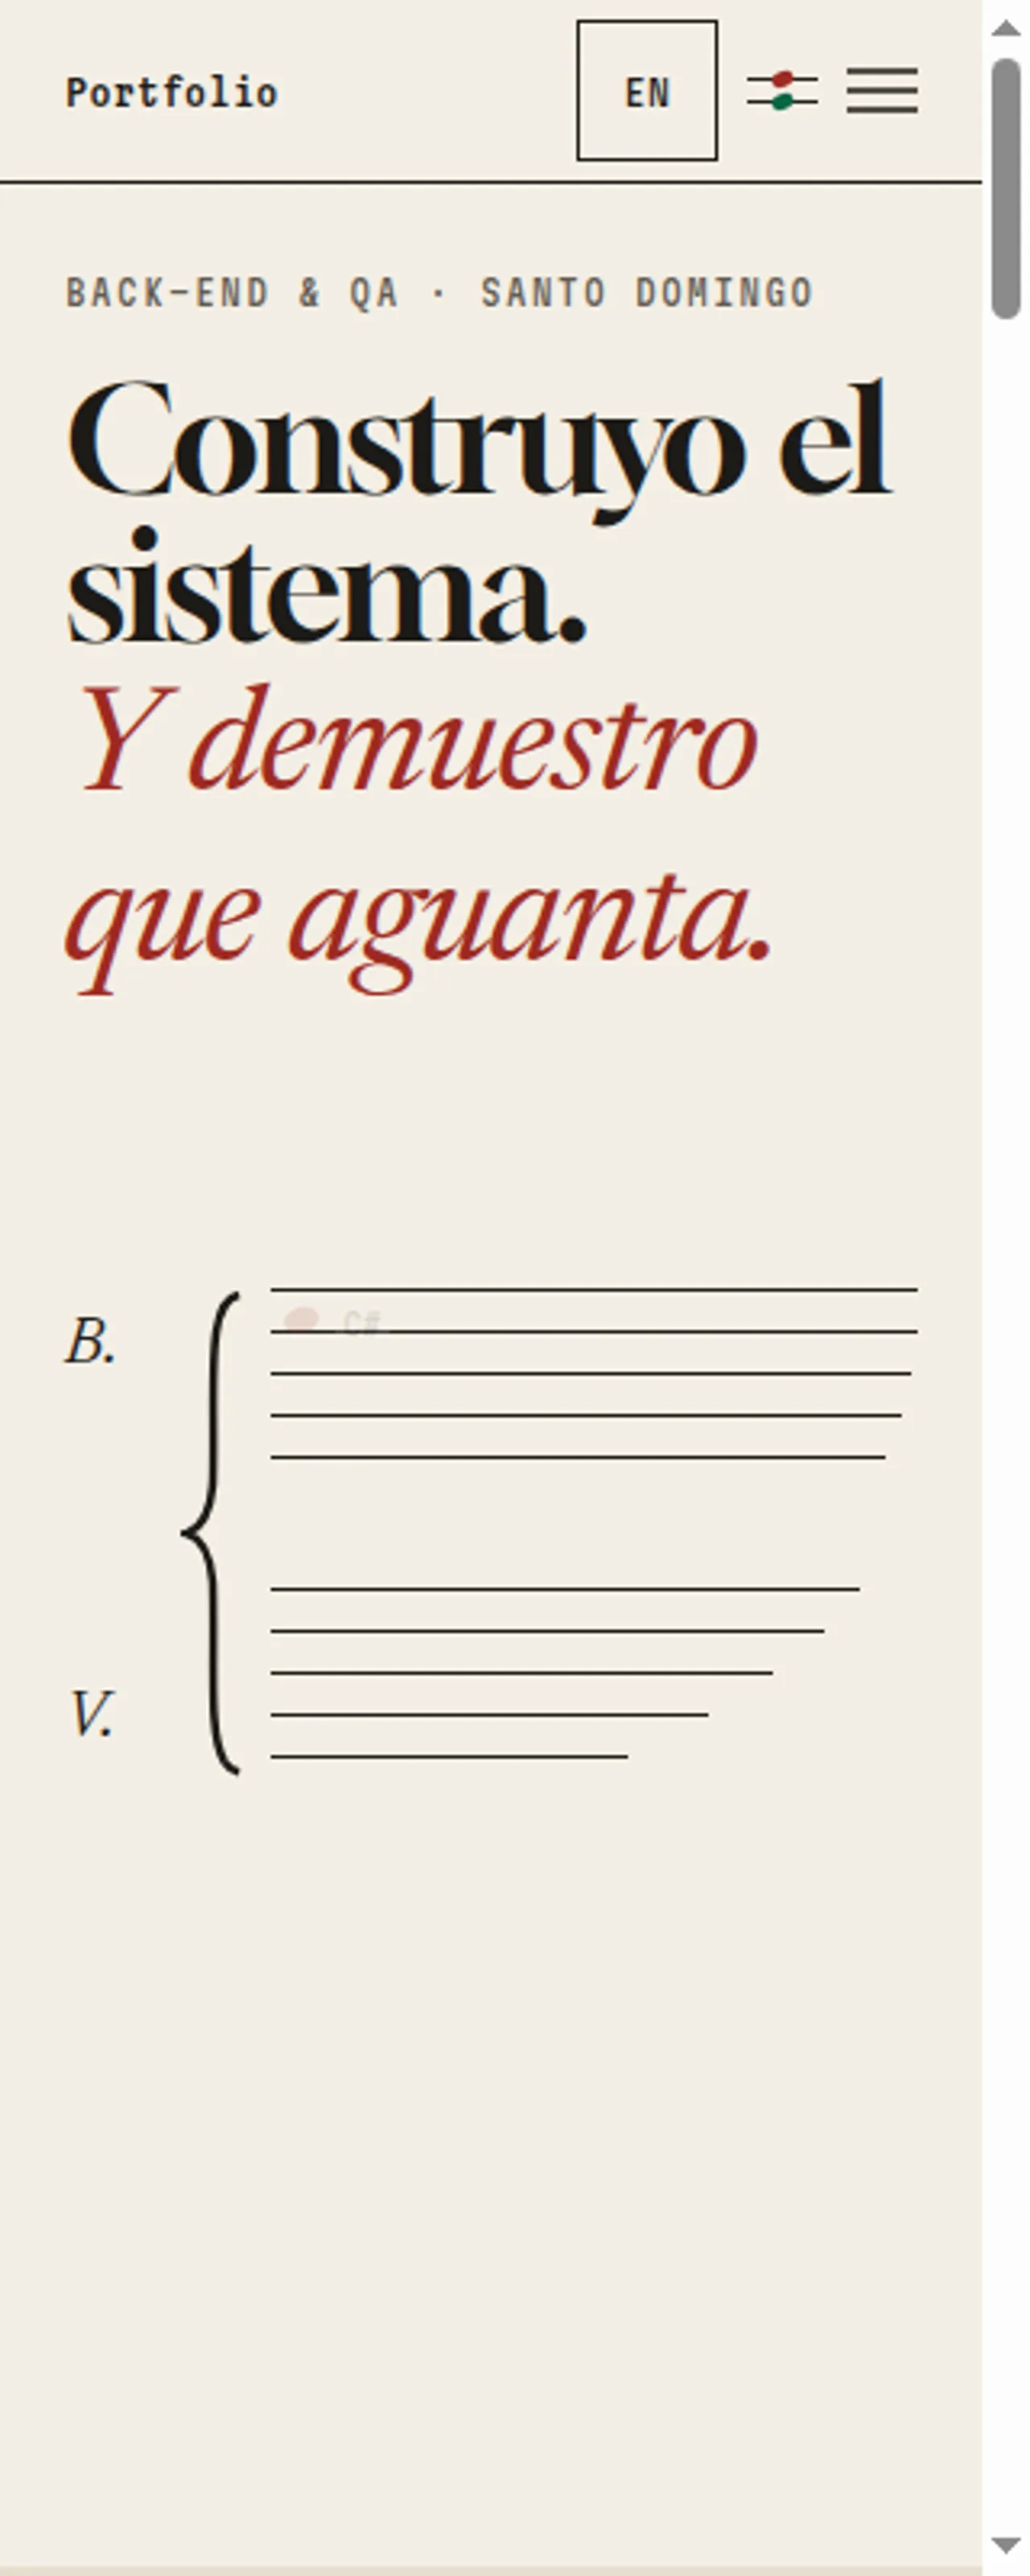 Portfolio
EN
BACK-END & QA · SANTO DOMINGO
Construyo el
sistema.
Y demuestro
que aguanta.
B.
C#
V.